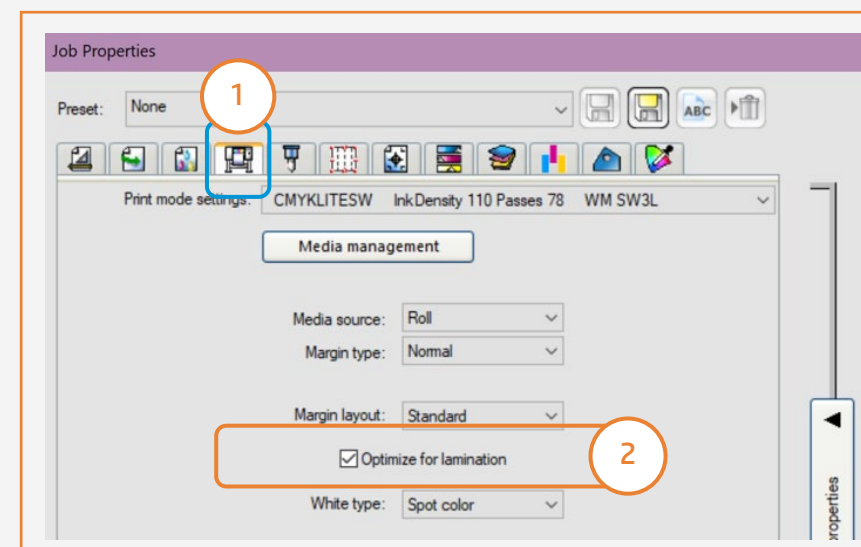 Job Properties
1
Preset: None
ABC
Print mode settings: CMYKLITESW InkDensity 110 Passes 78 WM SW3L
Media management
Media source: Roll
Margin type: Normal
Margin layout: Standard
Optimize for lamination
2
White type: Spot color
roperties